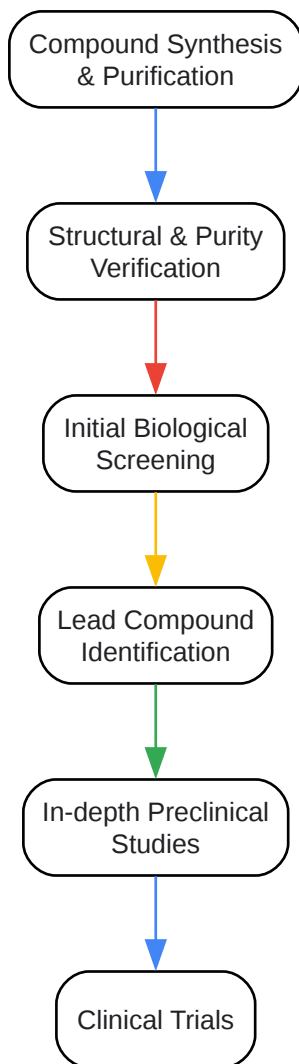 Compound Synthesis
& Purification
Structural & Purity
Verification
Initial Biological
Screening
Lead Compound
Identification
In-depth Preclinical
Studies
Clinical Trials